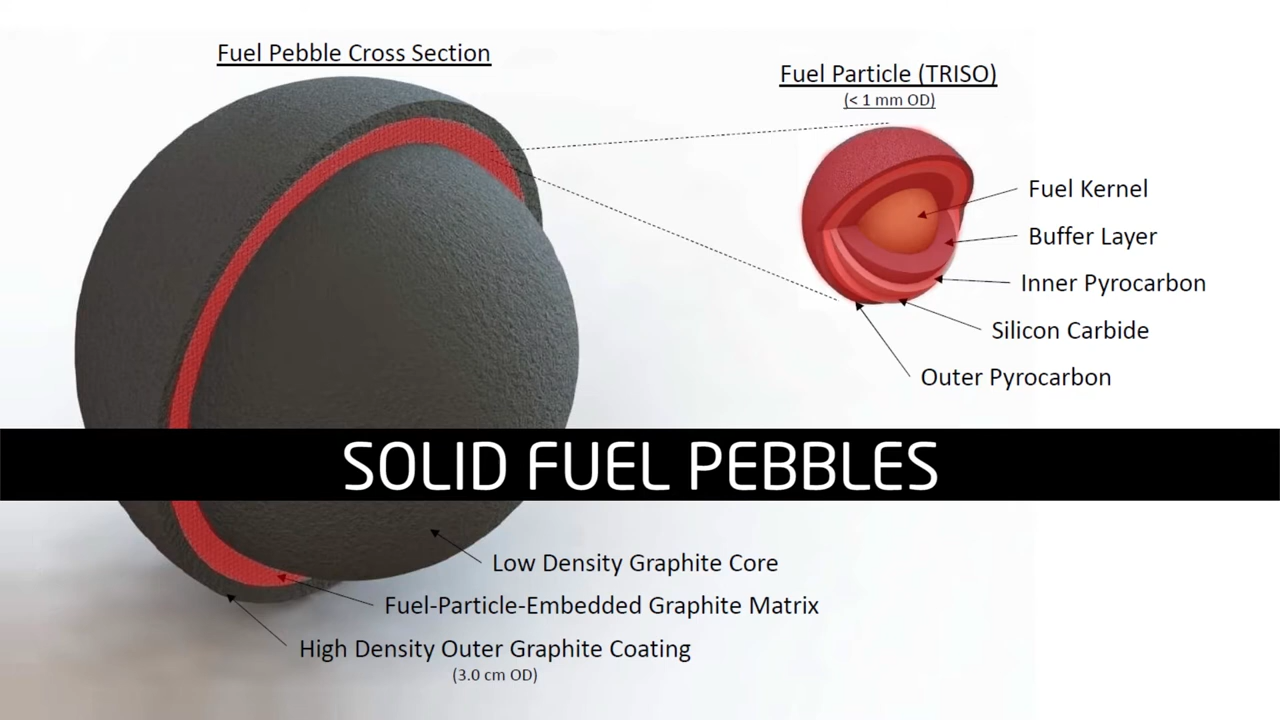 Fuel Pebble Cross Section
Fuel Particle (TRISO)
(< 1 mm OD)
Fuel Kernel
Buffer Layer
Inner Pyrocarbon
Silicon Carbide
Outer Pyrocarbon
SOLID FUEL PEBBLES
Low Density Graphite Core
Fuel-Particle-Embedded Graphite Matrix
High Density Outer Graphite Coating
(3.0 cm OD)